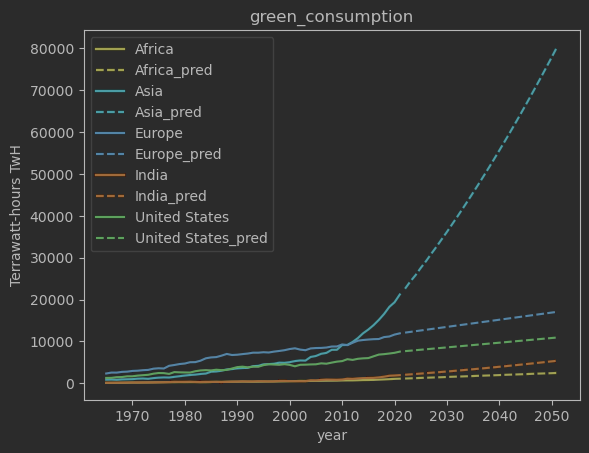 green_consumption
80000
70000
60000
50000
40000
30000
20000
10000
0
Terrawatt-hours TwH
Africa
Africa_pred
Asia
Asia_pred
Europe
Europe_pred
India
India_pred
United States
United States_pred
1970 1980 1990 2000 2010 2020 2030 2040 2050
year